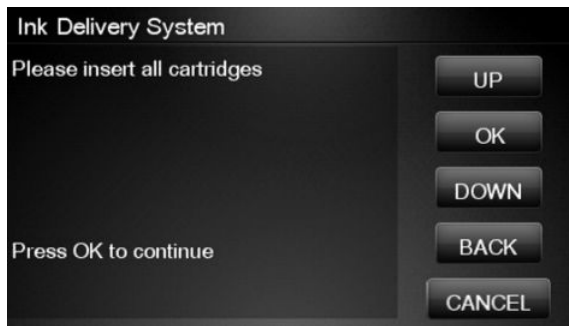 Ink Delivery System
Please insert all cartridges
Press OK to continue
UP
OK
DOWN
BACK
CANCEL